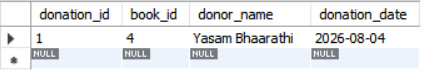 donation_id book_id donor_name donation_date
1 4 Yasam Bhaarathi 2026-08-04
NULL NULL NULL NULL